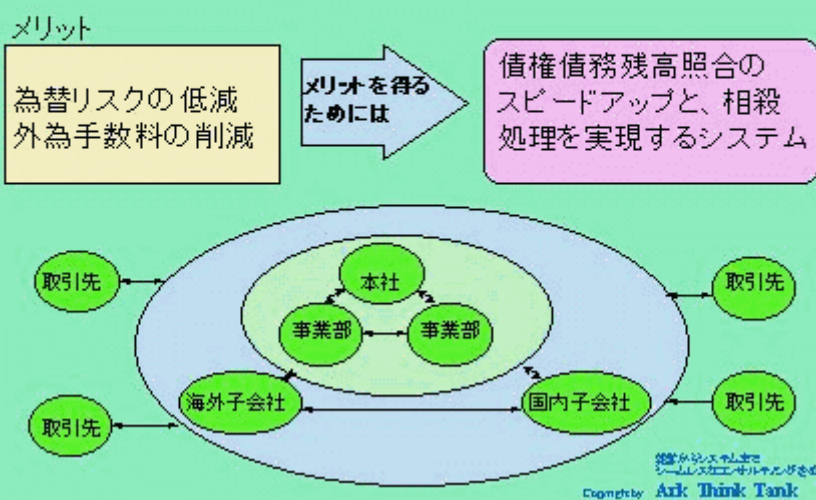 メリット
為替リスクの低減
外為手数料の削減
メリットを得る
ためには
債権債務残高照合の
スピードアップと、相殺
処理を実現するシステム
取引先
本社
取引先
事業部
事業部
海外子会社
国内子会社
取引先
取引先
Copyright by Ark Think Tank